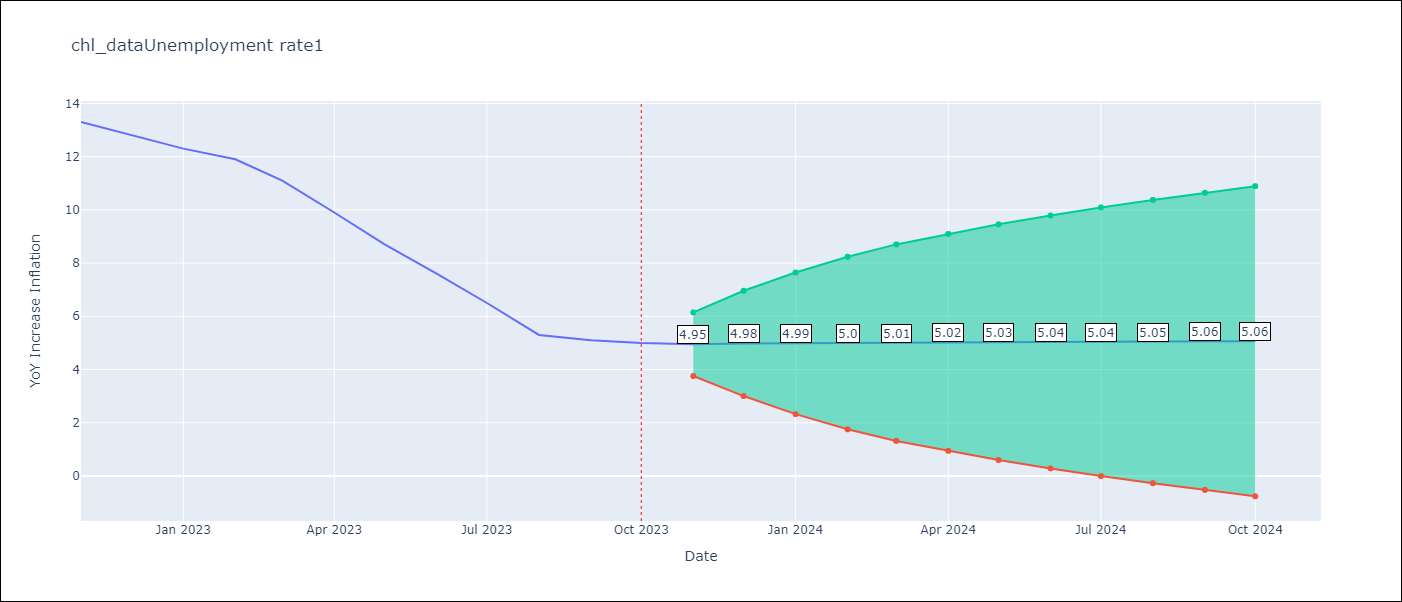 chl_dataUnemployment rate1
YoY Increase Inflation
14
12
10
8
6
4
2
0
4.95 4.98 4.99 5.0 5.01 5.02 5.03 5.04 5.04 5.05 5.06 5.06
Jan 2023 Apr 2023 Jul 2023 Oct 2023 Jan 2024 Apr 2024 Jul 2024 Oct 2024
Date